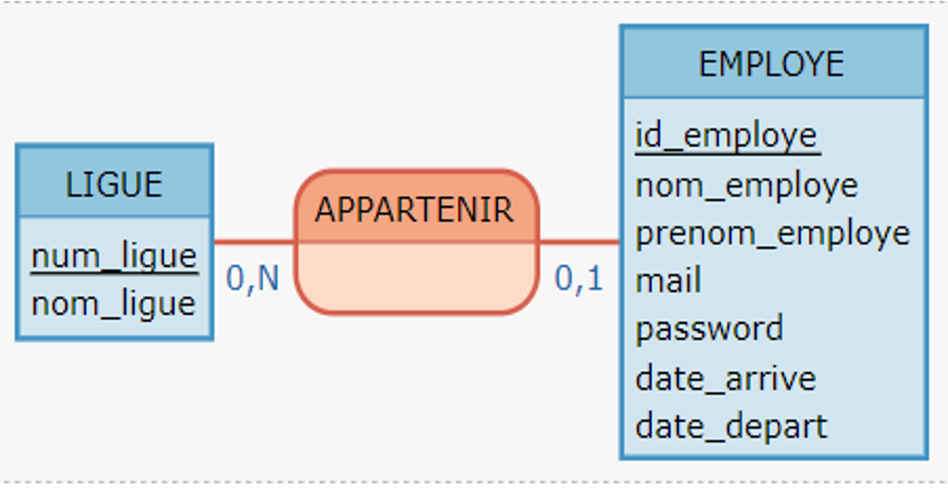 LIGUE
num_ligue
nom_ligue
APPARTENIR
0,N
0,1
EMPLOYE
id_employe
nom_employe
prenom_employe
mail
password
date_arrive
date_depart